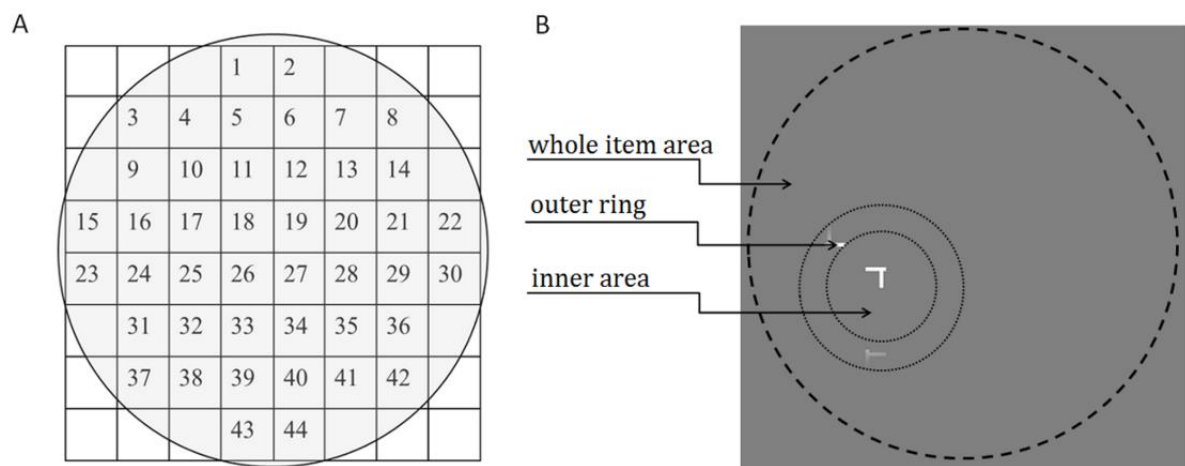 A
1 2
3 4 5 6 7 8
9 10 11 12 13 14
15 16 17 18 19 20 21 22
23 24 25 26 27 28 29 30
31 32 33 34 35 36
37 38 39 40 41 42
43 44
B
whole item area
outer ring
inner area